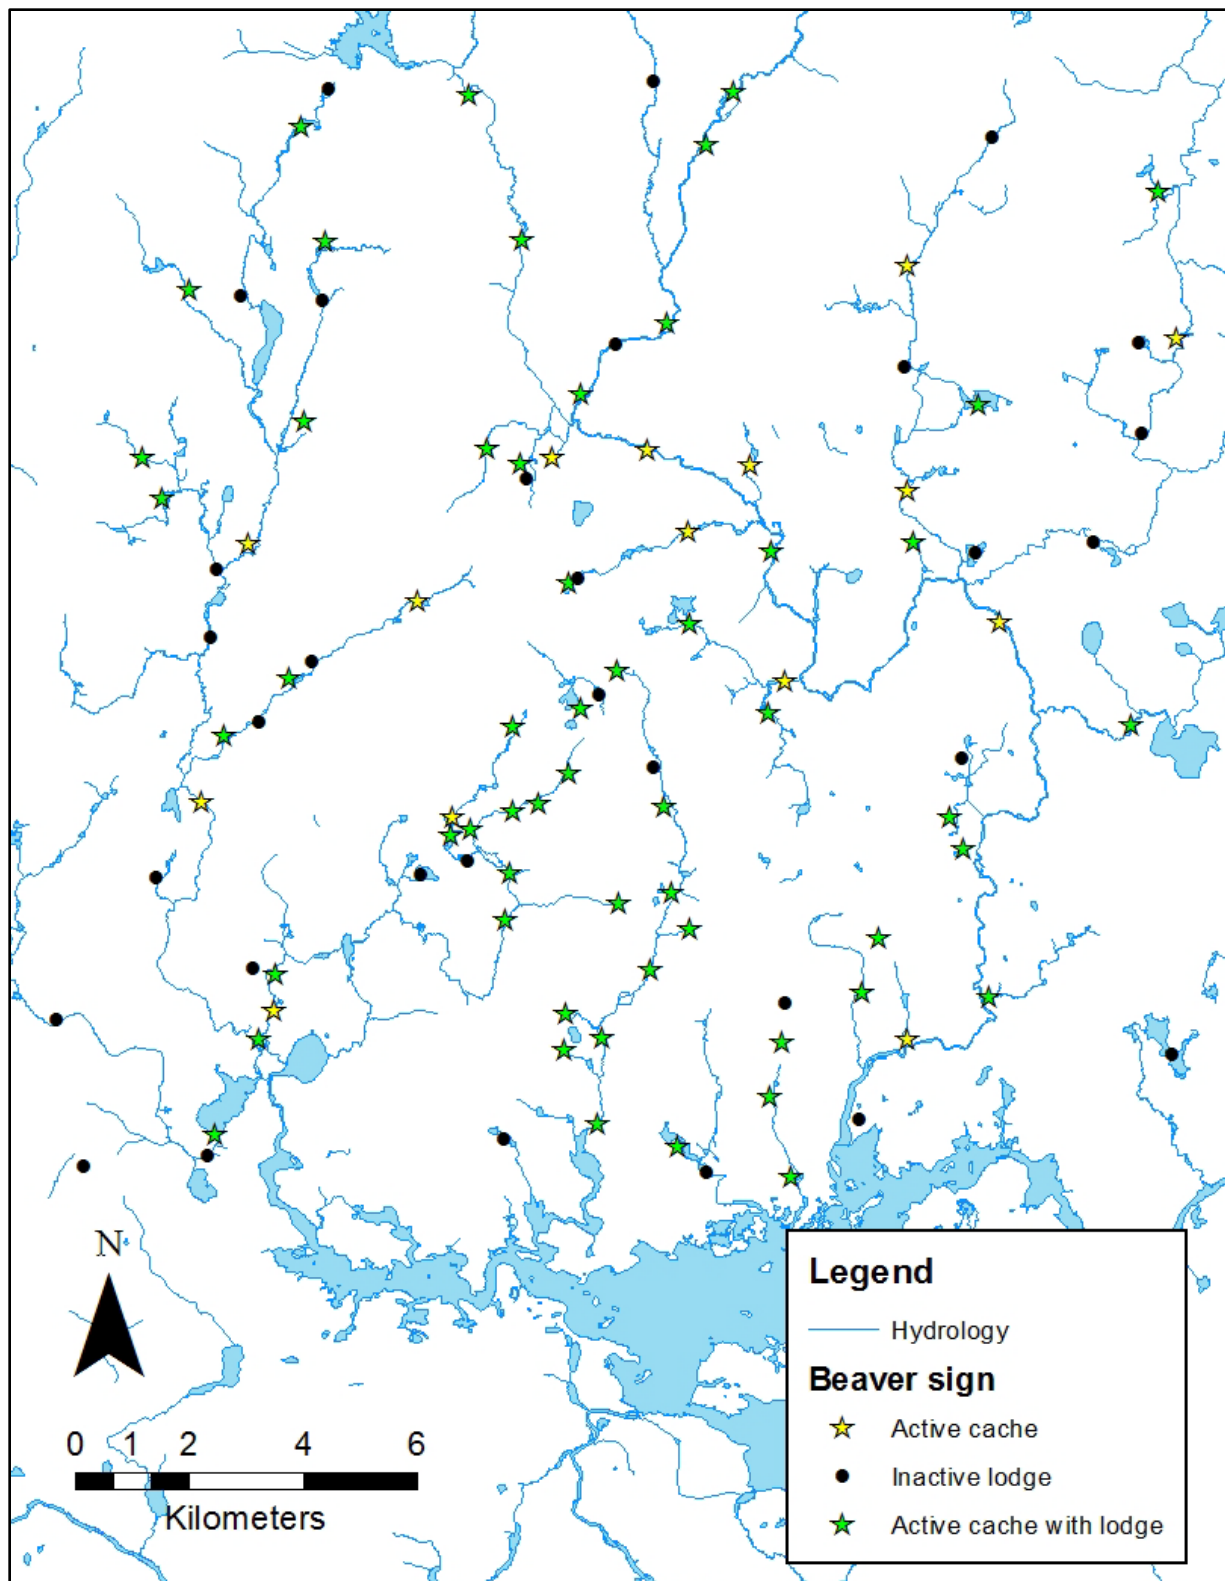 N
0 1 2 4 6
Kilometers
Legend
Hydrology
Beaver sign
Active cache
Inactive lodge
Active cache with lodge